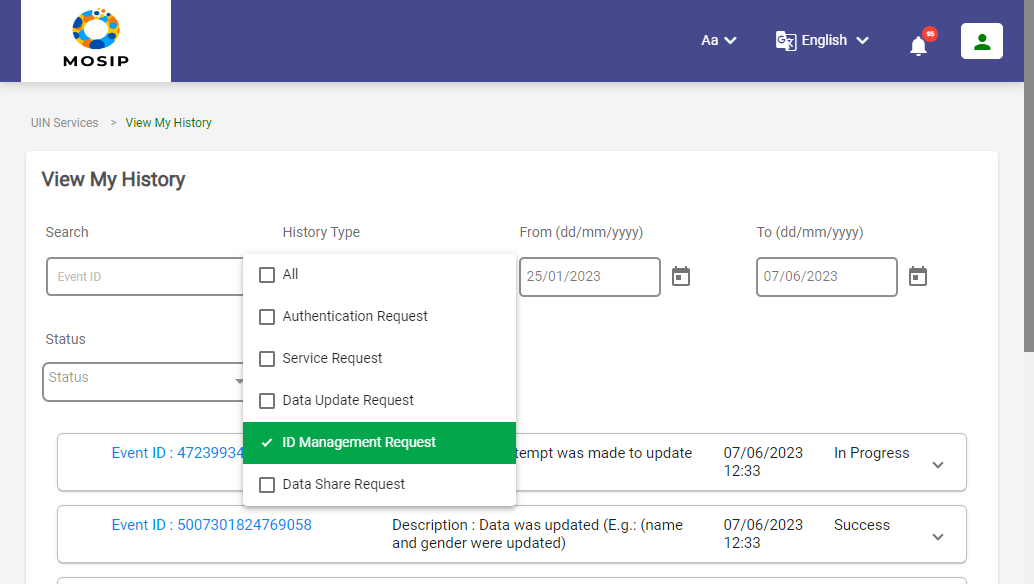 MOSIP
Aa
English
95
UIN Services > View My History
View My History
Search
History Type
From (dd/mm/yyyy)
To (dd/mm/yyyy)
Event ID
25/01/2023
07/06/2023
Status
Status
All
Authentication Request
Service Request
Data Update Request
ID Management Request
Data Share Request
Event ID : 47239934
tempt was made to update
07/06/2023
12:33
In Progress
Event ID : 5007301824769058
Description : Data was updated (E.g.: (name
and gender were updated)
07/06/2023
12:33
Success